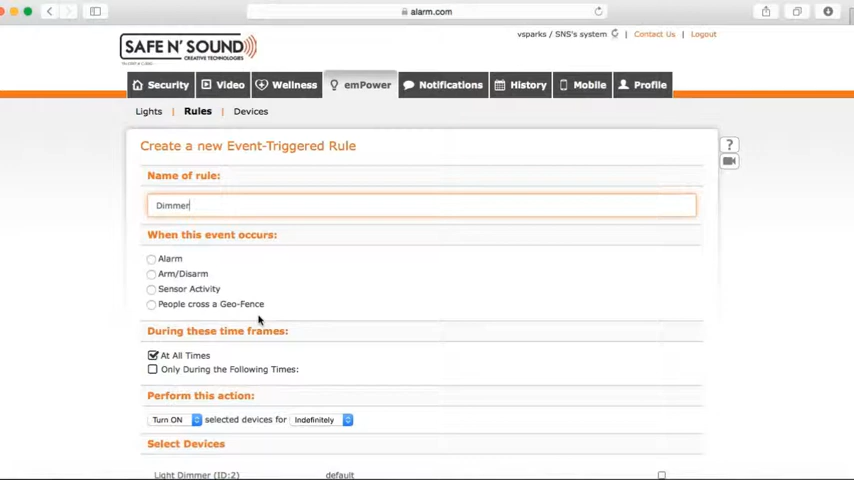 alarm.com
SAFE N' SOUND
CREATIVE TECHNOLOGIES
vsparks / SNS's system | Contact Us | Logout
Security Video Wellness emPower Notifications History Mobile Profile
Lights | Rules | Devices
Create a new Event-Triggered Rule
?
Name of rule:
Dimmer
When this event occurs:
Alarm
Arm/Disarm
Sensor Activity
People cross a Geo-Fence
During these time frames:
At All Times
Only During the Following Times:
Perform this action:
Turn ON selected devices for Indefinitely
Select Devices
Light Dimmer (ID:2) default